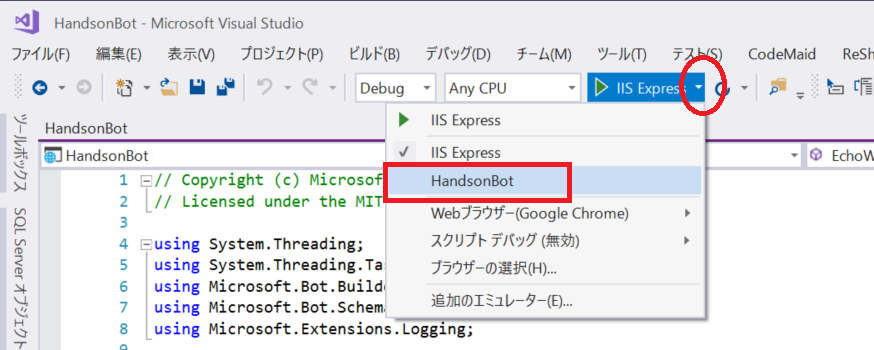 HandsonBot - Microsoft Visual Studio
ファイル(F) 編集(E) 表示(V) プロジェクト(P) ビルド(B) デバッグ(D) チーム(M) ツール(T) テスト(S) CodeMaid ReSh
Debug Any CPU IIS Express
IIS Express
IIS Express
HandsonBot
Webブラウザー(Google Chrome)
スクリプト デバッグ (無効)
ブラウザーの選択(H)...
追加のエミュレーター(E)...
ツールボックス
SQL Server オブジェクト
HandsonBot
HandsonBot EchoW
1 // Copyright (c) Microsof
2 // Licensed under the MIT
3
4 using System.Threading;
5 using System.Threading.Ta
6 using Microsoft.Bot.Builde
7 using Microsoft.Bot.Schema
8 using Microsoft.Extensions.Logging;